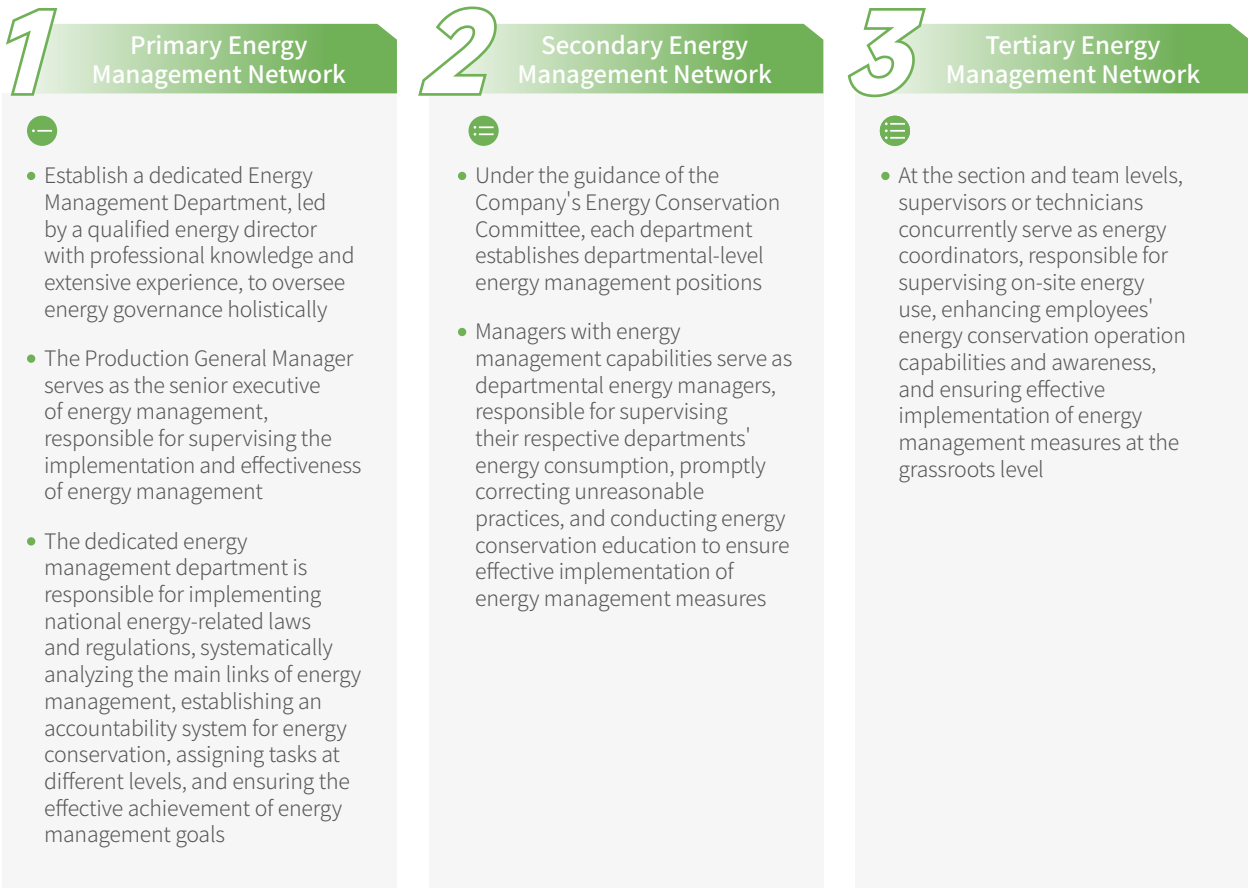 1
Primary Energy
Management Network
• Establish a dedicated Energy
Management Department, led
by a qualified energy director
with professional knowledge and
extensive experience, to oversee
energy governance holistically
• The Production General Manager
serves as the senior executive
of energy management,
responsible for supervising the
implementation and effectiveness
of energy management
• The dedicated energy
management department is
responsible for implementing
national energy-related laws
and regulations, systematically
analyzing the main links of energy
management, establishing an
accountability system for energy
conservation, assigning tasks at
different levels, and ensuring the
effective achievement of energy
management goals
2
Secondary Energy
Management Network
• Under the guidance of the
Company's Energy Conservation
Committee, each department
establishes departmental-level
energy management positions
• Managers with energy
management capabilities serve as
departmental energy managers,
responsible for supervising
their respective departments'
energy consumption, promptly
correcting unreasonable
practices, and conducting energy
conservation education to ensure
effective implementation of
energy management measures
3
Tertiary Energy
Management Network
• At the section and team levels,
supervisors or technicians
concurrently serve as energy
coordinators, responsible for
supervising on-site energy
use, enhancing employees'
energy conservation operation
capabilities and awareness,
and ensuring effective
implementation of energy
management measures at the
grassroots level